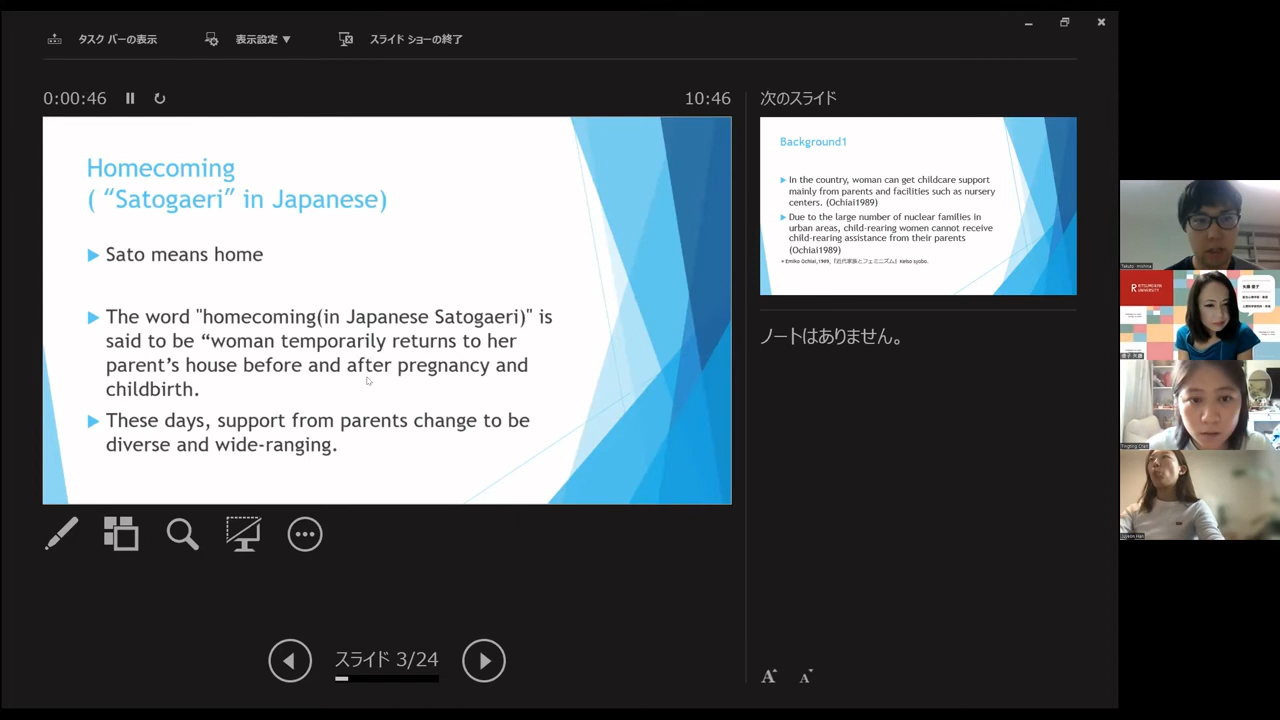 タスク バーの表示
表示設定 ▼
スライド ショーの終了
0:00:46
10:46
Homecoming
( “Satogaeri” in Japanese)
Sato means home
The word "homecoming(in Japanese Satogaeri)" is
said to be “woman temporarily returns to her
parent’s house before and after pregnancy and
childbirth.
These days, support from parents change to be
diverse and wide-ranging.
スライド 3/24
次のスライド
Background1
In the country, woman can get childcare support
mainly from parents and facilities such as nursery
centers. (Ochiai1989)
Due to the large number of nuclear families in
urban areas, child-rearing women cannot receive
child-rearing assistance from their parents
(Ochiai1989)
* Emiko Ochiai,1989,『近代家族とフェミニズム』Keiso syobo.
ノートはありません。
A
A
RITSUMEIKAN
UNIVERSITY